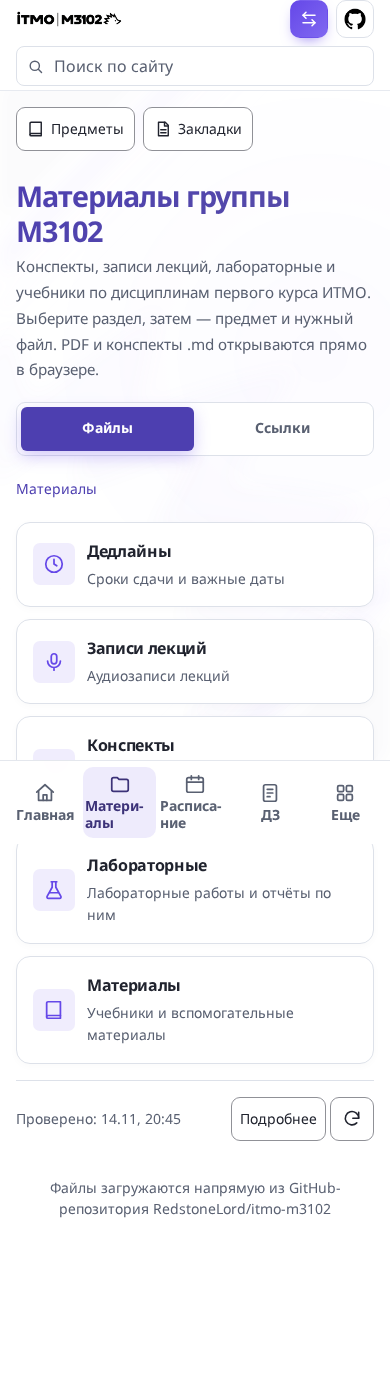 iTMO | M3102
Поиск по сайту
Предметы
Закладки
Материалы группы
М3102
Конспекты, записи лекций, лабораторные и
учебники по дисциплинам первого курса ИТМО.
Выберите раздел, затем — предмет и нужный
файл. PDF и конспекты .md открываются прямо
в браузере.
Файлы
Ссылки
Материалы
Дедлайны
Сроки сдачи и важные даты
Записи лекций
Аудиозаписи лекций
Конспекты
Главная
Матери-
алы
Расписа-
ние
ДЗ
Еще
Лабораторные
Лабораторные работы и отчёты по
ним
Материалы
Учебники и вспомогательные
материалы
Проверено: 14.11, 20:45
Подробнее
Файлы загружаются напрямую из GitHub-
репозитория RedstoneLord/itmo-m3102